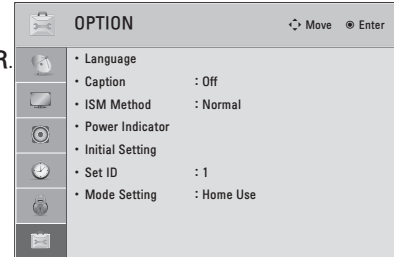 OPTION Move Enter
R.
• Language
• Caption : Off
• ISM Method : Normal
• Power Indicator
• Initial Setting
• Set ID : 1
• Mode Setting : Home Use